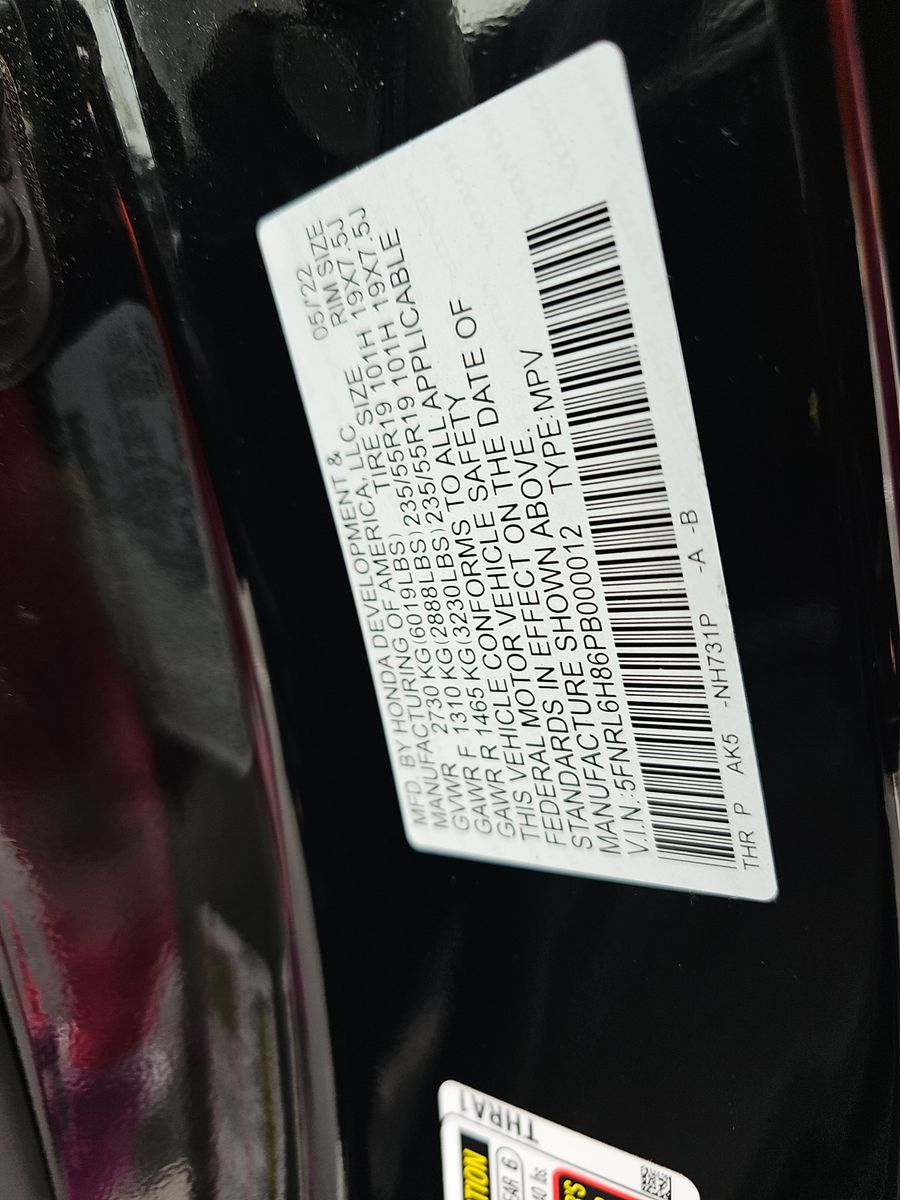 MFD. BY HONDA DEVELOPMENT & 05/'22
MANUFACTURING OF AMERICA, LLC RIM SIZE
TIRE SIZE
GVWR 2730 KG(6019LBS) 235/55R19 101H 19X7.5J
GAWR F 1310 KG(2888LBS) 235/55R19 101H 19X7.5J
GAWR R 1465 KG(3230LBS)
THIS VEHICLE CONFORMS TO ALL APPLICABLE
FEDERAL MOTOR VEHICLE SAFETY
STANDARDS IN EFFECT ON THE DATE OF
MANUFACTURE SHOWN ABOVE.
V.I.N.:5FNRL6H86PB000012 TYPE:MPV
THR P AK5 -NH731P -A -B
THRA1